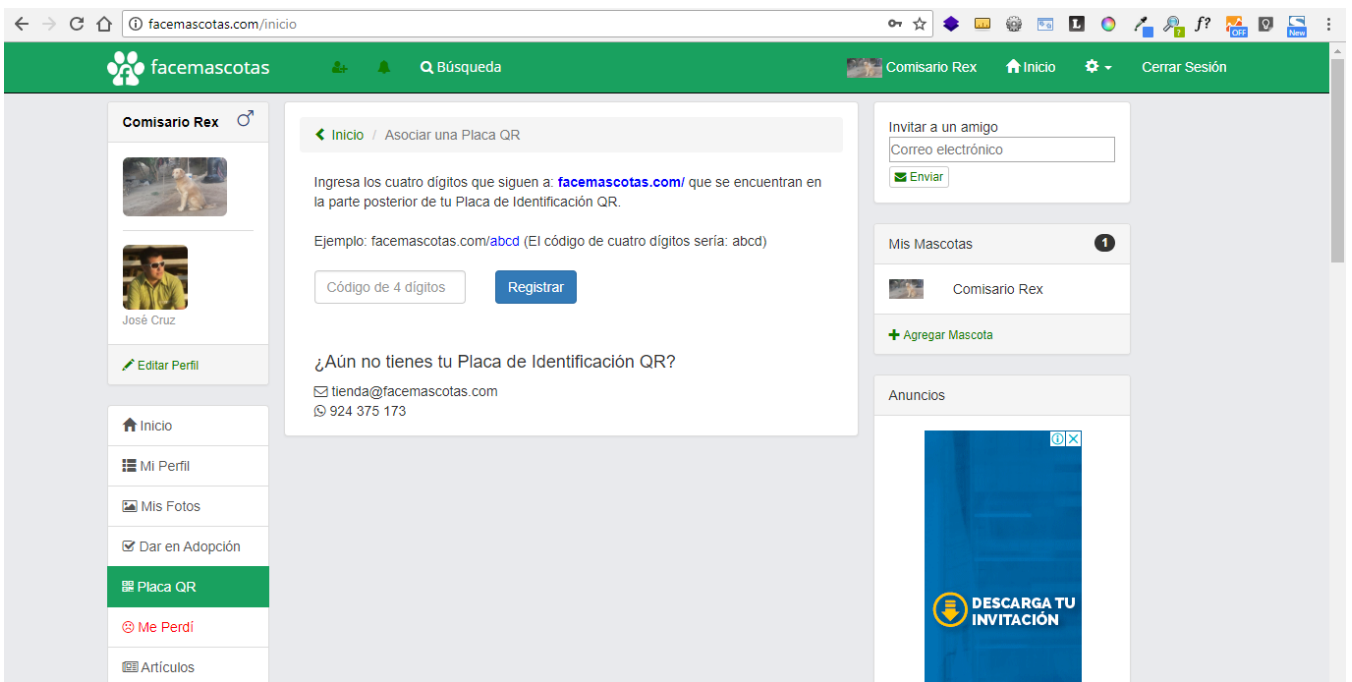 facemascotas.com/inicio
facemascotas
Búsqueda
Comisario Rex
Inicio
Cerrar Sesión
Comisario Rex
José Cruz
Editar Perfil
Inicio
Mi Perfil
Mis Fotos
Dar en Adopción
Placa QR
Me Perdí
Artículos
Inicio / Asociar una Placa QR
Ingresa los cuatro dígitos que siguen a: facemascotas.com/ que se encuentran en
la parte posterior de tu Placa de Identificación QR.
Ejemplo: facemascotas.com/abcd (El código de cuatro dígitos sería: abcd)
Código de 4 dígitos
Registrar
¿Aún no tienes tu Placa de Identificación QR?
tienda@facemascotas.com
924 375 173
Invitar a un amigo
Correo electrónico
Enviar
Mis Mascotas
1
Comisario Rex
Agregar Mascota
Anuncios
DESCARGA TU
INVITACIÓN
L
f?
OFF
New